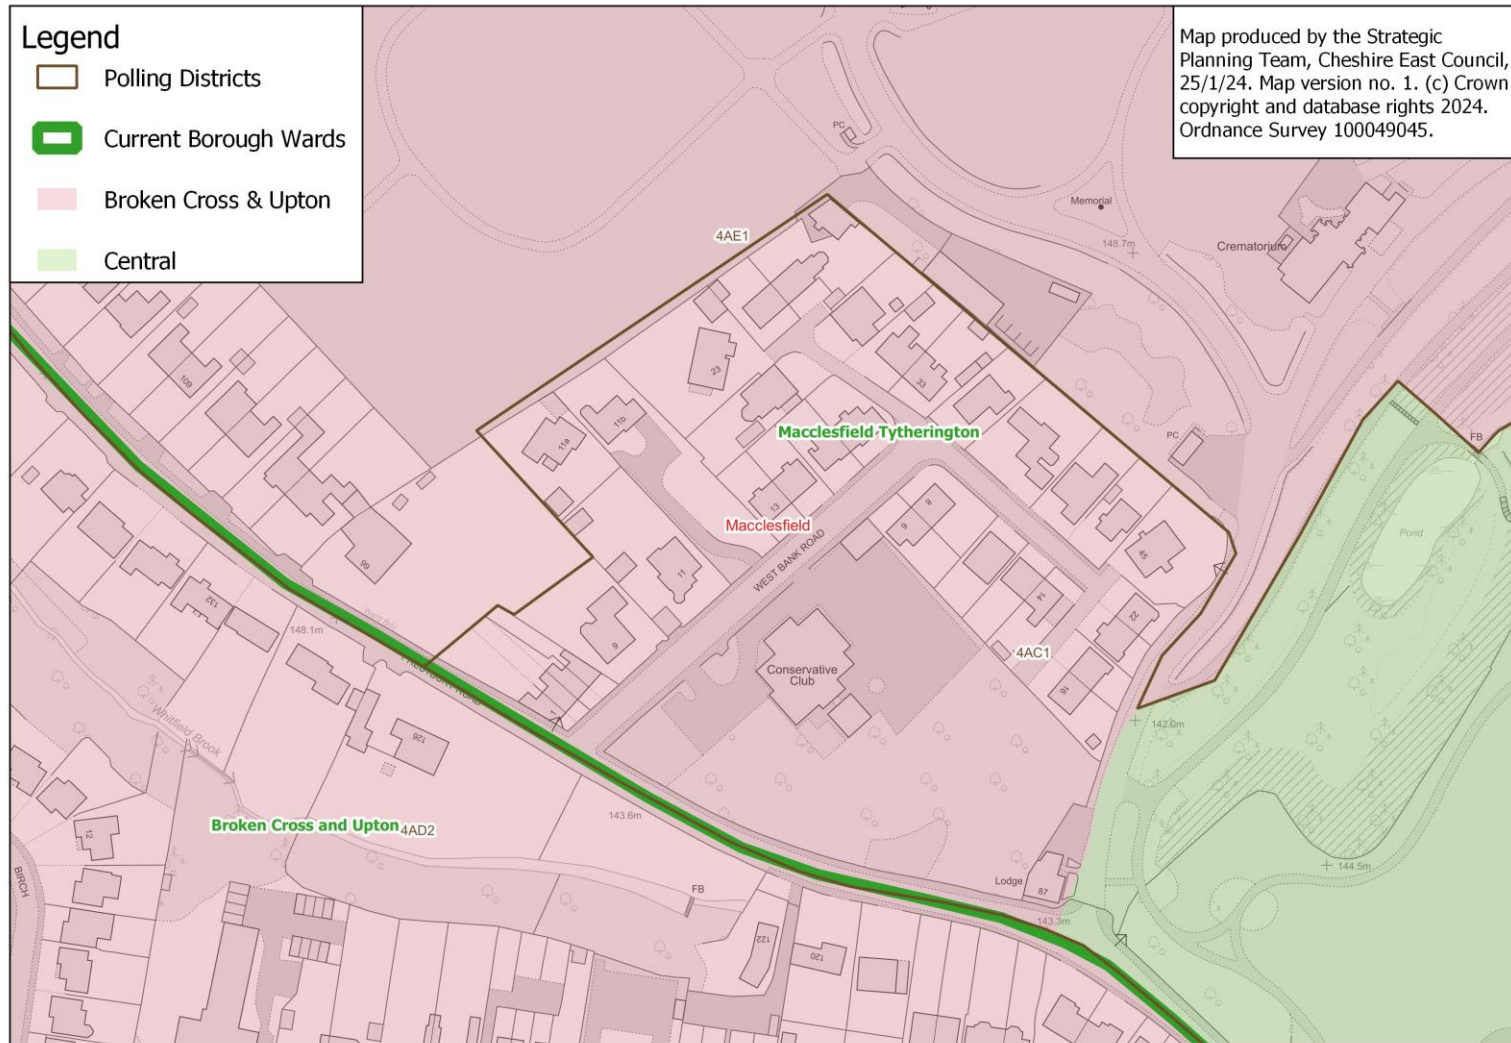 Legend
Polling Districts
Current Borough Wards
Broken Cross & Upton
Central
Map produced by the Strategic
Planning Team, Cheshire East Council,
25/1/24. Map version no. 1. (c) Crown
copyright and database rights 2024.
Ordnance Survey 100049045.
PC
Memorial
148.7m
Crematorium
4AE1
109
23
33
11b
11a
Macclesfield Tytherington
PC
FB
13
8
9
Macclesfield
Pond
45
WEST BANK ROAD
99
11
14
22
132
148.1m
9
4AC1
Conservative
Club
16
PRESTBURY ROAD
1
142.0m
126
Whitfield Brook
143.6m
Broken Cross and Upton
4AD2
12
144.5m
BIRCH
FB
Lodge
87
143.3m
122
120